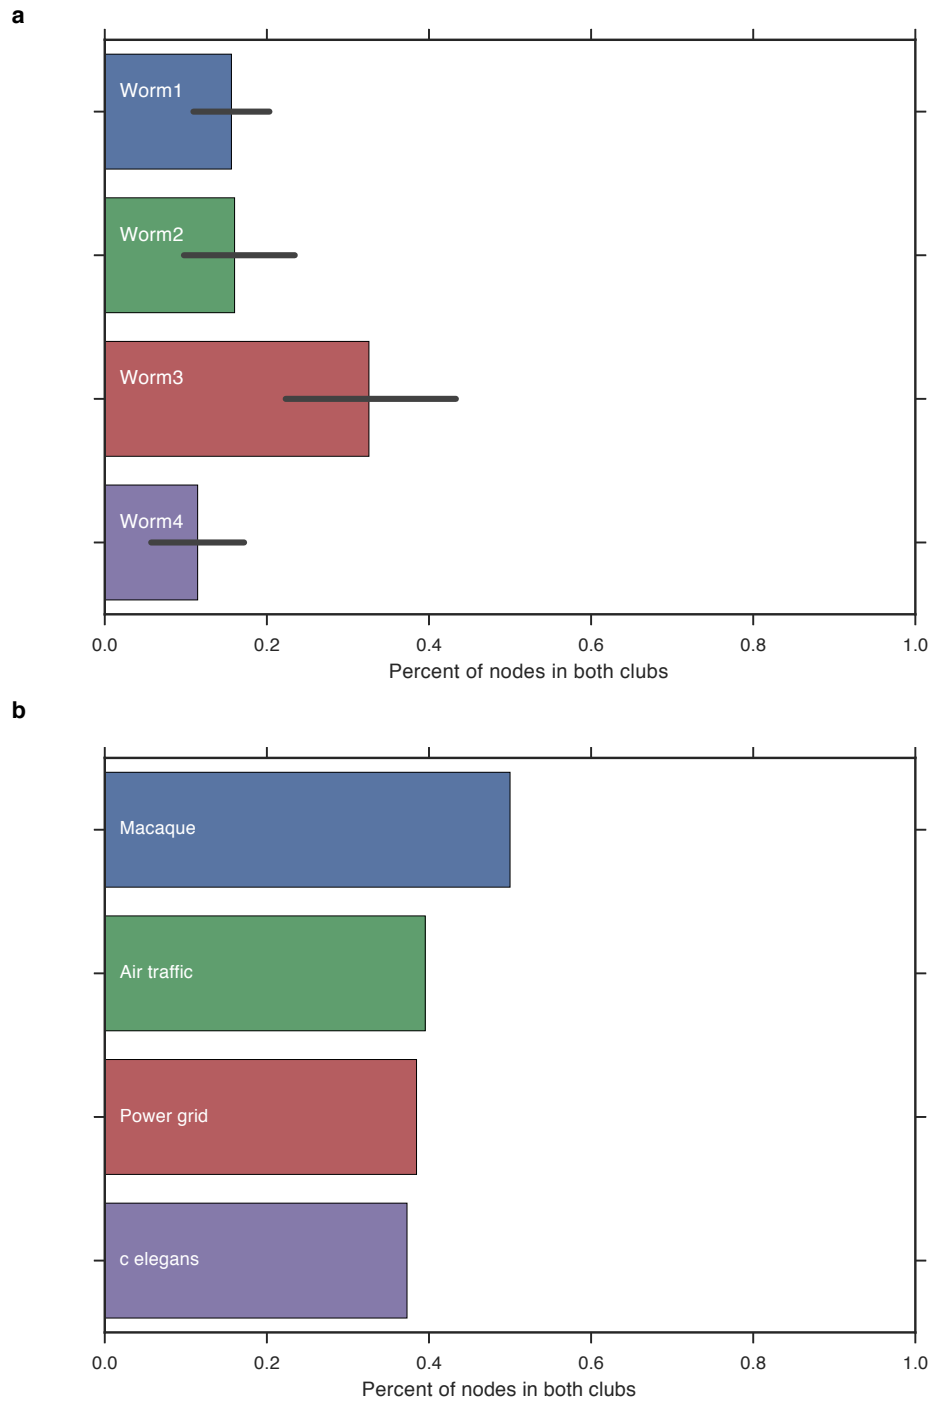 a
Worm1
Worm2
Worm3
Worm4
0.0 0.2 0.4 0.6 0.8 1.0
Percent of nodes in both clubs
b
Macaque
Air traffic
Power grid
c elegans
0.0 0.2 0.4 0.6 0.8 1.0
Percent of nodes in both clubs